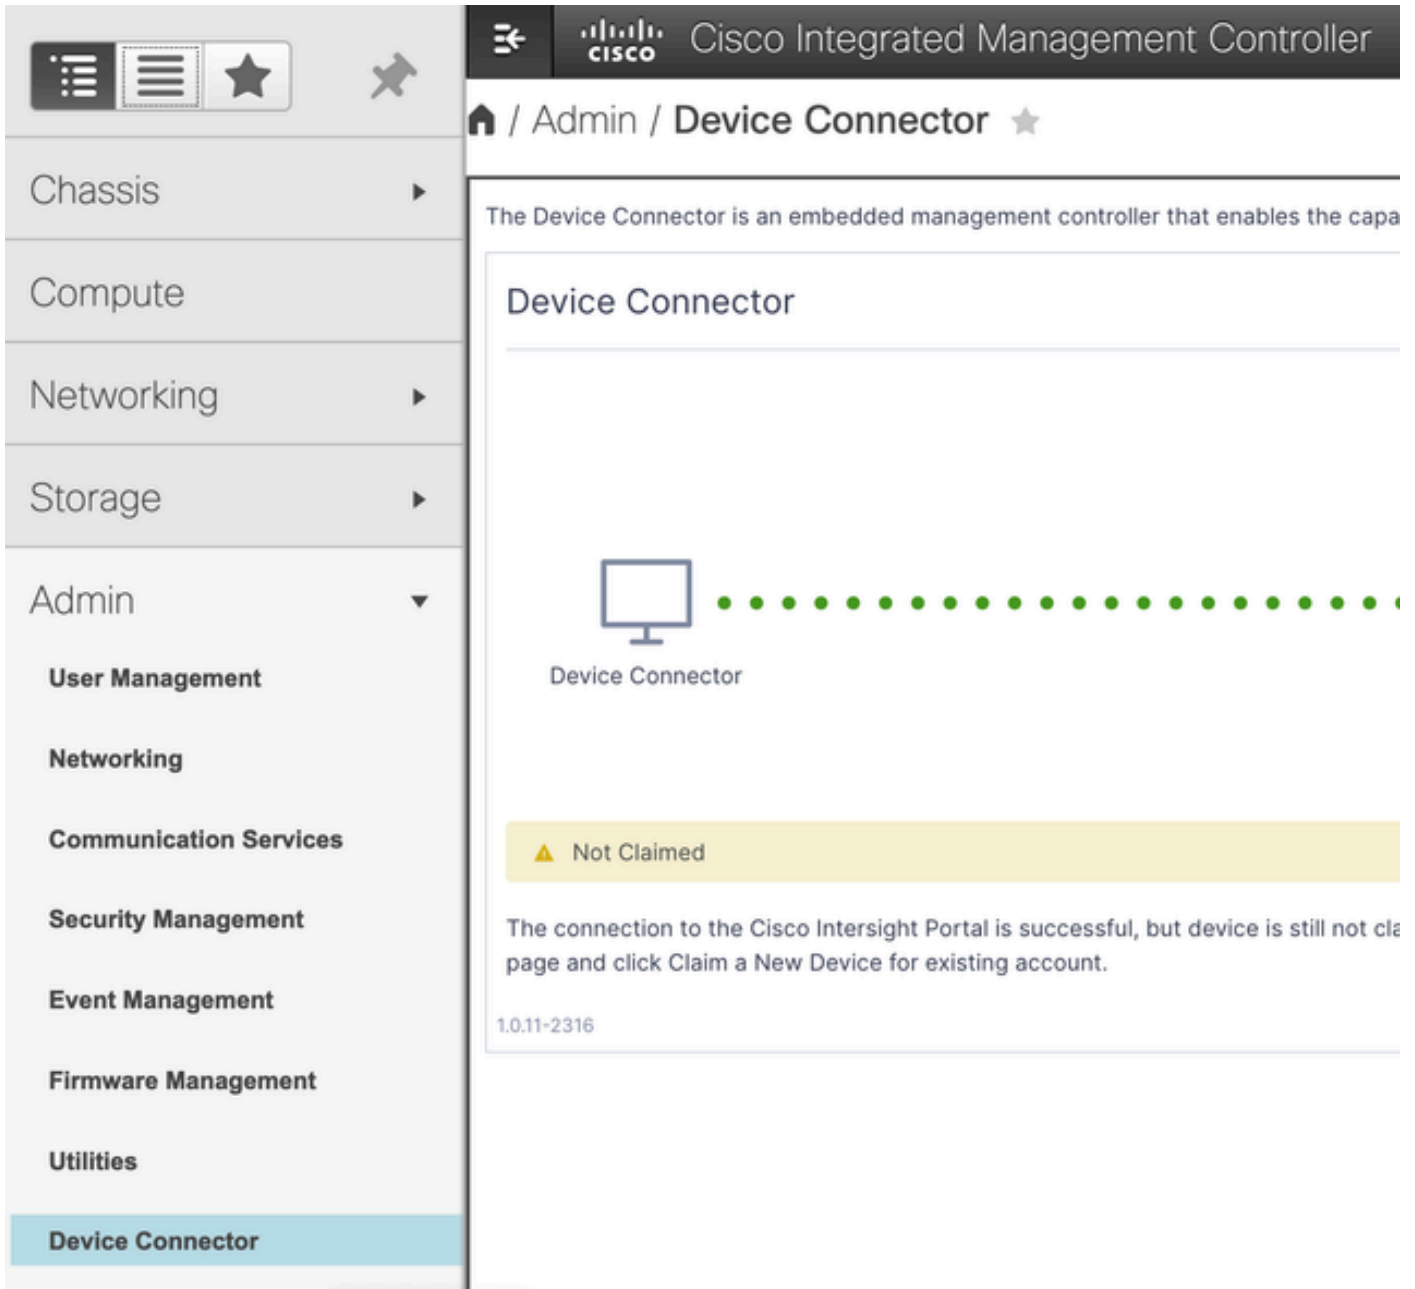 Chassis
Compute
Networking
Storage
Admin
User Management
Networking
Communication Services
Security Management
Event Management
Firmware Management
Utilities
Device Connector
cisco Cisco Integrated Management Controller
/ Admin / Device Connector
The Device Connector is an embedded management controller that enables the capa
Device Connector
Device Connector
Not Claimed
The connection to the Cisco Intersight Portal is successful, but device is still not cla
page and click Claim a New Device for existing account.
1.0.11-2316